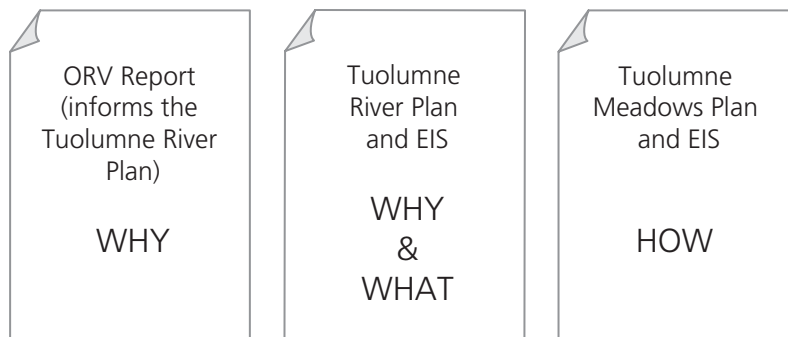 ORV Report
(informs the
Tuolumne River
Plan)
WHY
Tuolumne
River Plan
and EIS
WHY
&
WHAT
Tuolumne
Meadows Plan
and EIS
HOW